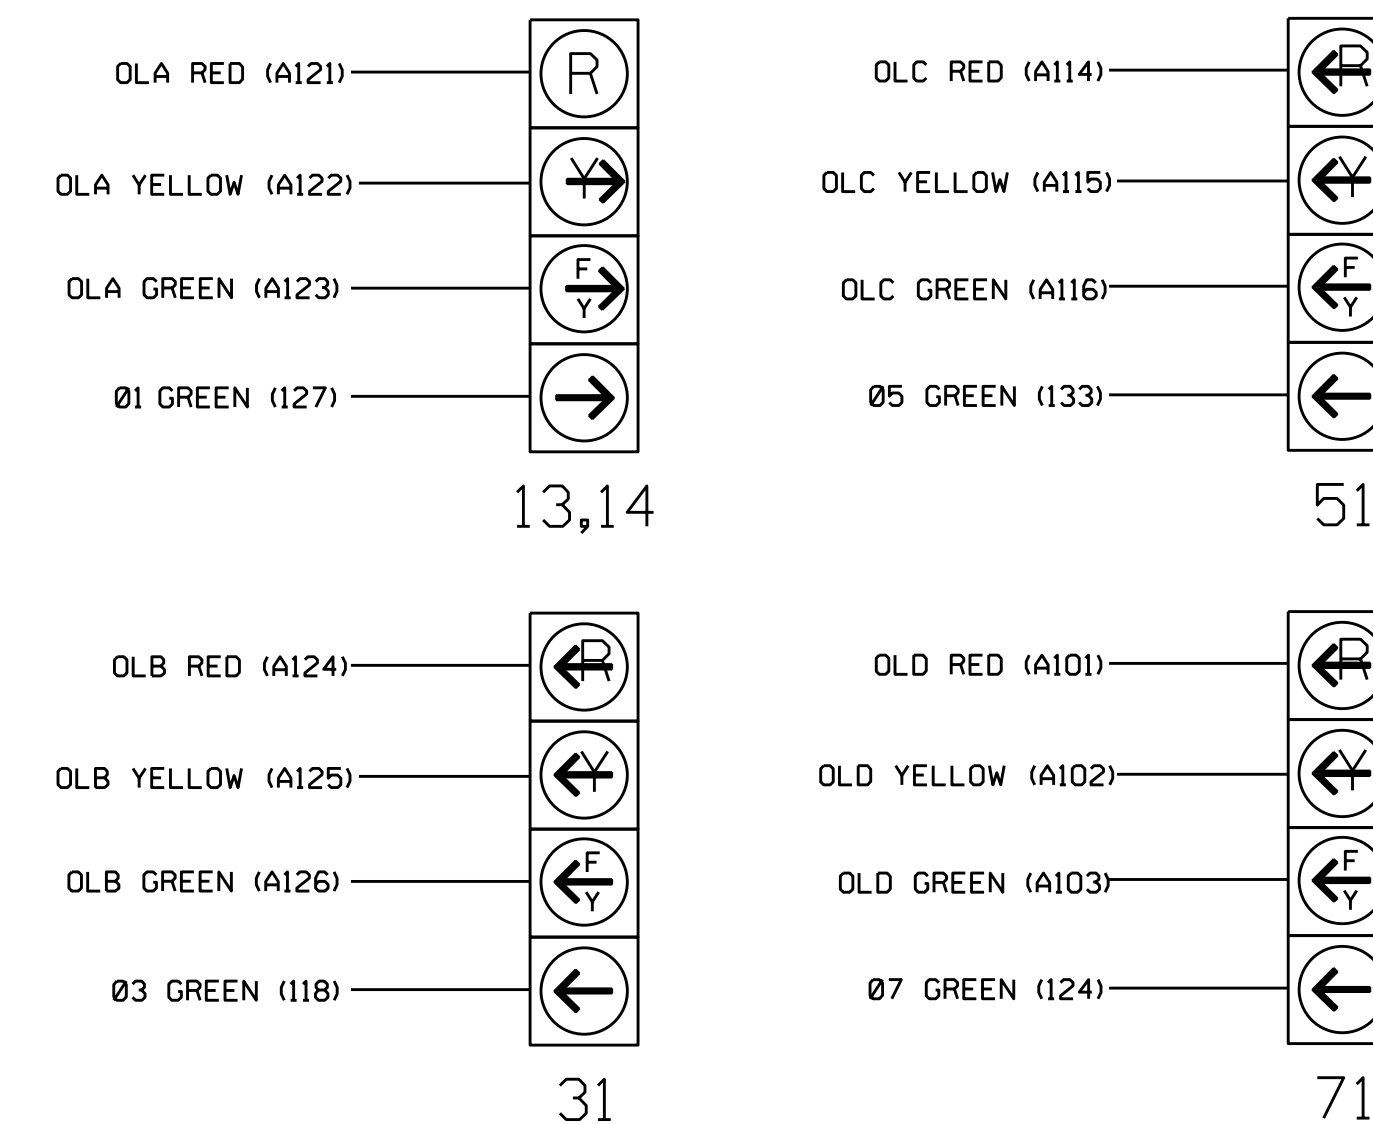 OLA RED (A121)
R
OLA YELLOW (A122)
Y
OLA GREEN (A123)
F
Y
Ø1 GREEN (127)
13,14
OLC RED (A114)
R
OLC YELLOW (A115)
Y
OLC GREEN (A116)
F
Y
Ø5 GREEN (133)
51
OLB RED (A124)
R
OLB YELLOW (A125)
Y
OLB GREEN (A126)
F
Y
Ø3 GREEN (118)
31
OLD RED (A101)
R
OLD YELLOW (A102)
Y
OLD GREEN (A103)
F
Y
Ø7 GREEN (124)
71